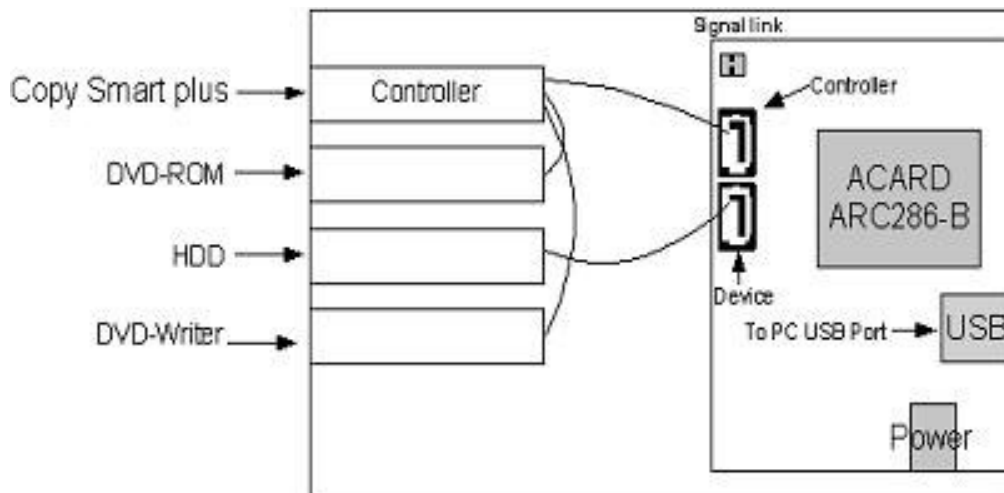 Signal link
Copy Smart plus
Controller
Controller
DVD-ROM
ACARD
ARC286-B
HDD
Device
DVD-Writer
To PC USB Port
USB
Power